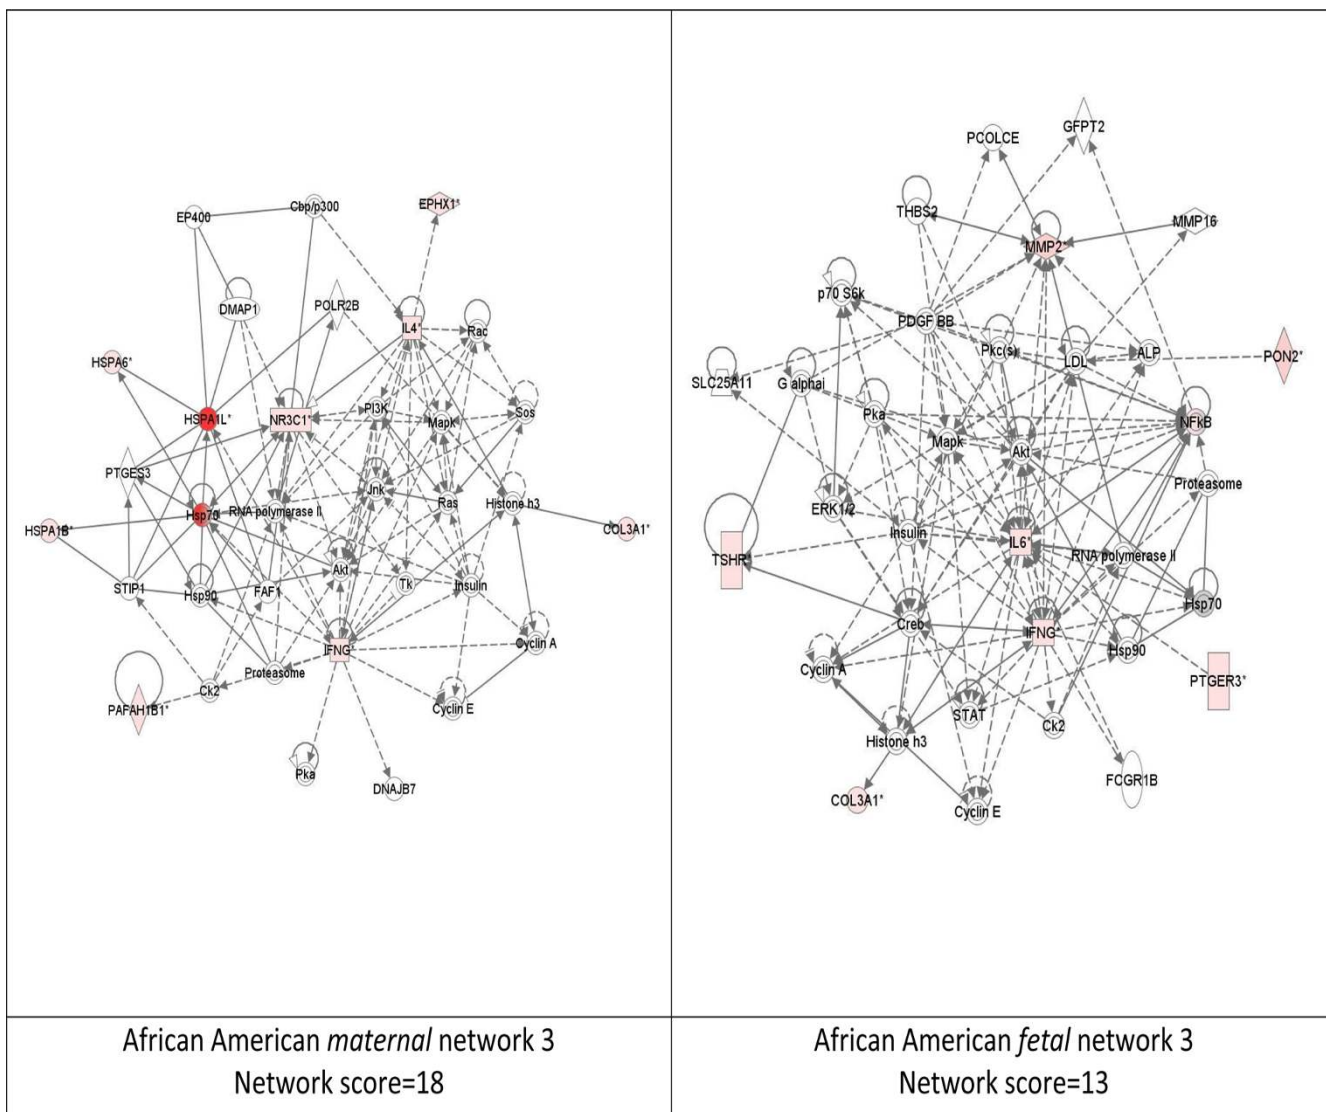 EP400
Cbp/p300
EPHX1*
DMAP1
POLR2B
IL4*
Rac
HSPA6*
HSPA1L*
NR3C1*
PI3K
Mapk
Sos
PTGES3
Jnk
Ras
Histone h3
HSPA1B*
Hsp70
RNA polymerase II
COL3A1*
STIP1
Hsp90
FAF1
Akt
Tk
Insulin
IFNG*
Cyclin A
PAFAH1B1*
Ck2
Proteasome
Cyclin E
Pka
DNAJB7
African American maternal network 3
Network score=18
PCOLCE
GFPT2
THBS2
MMP2*
MMP16
p70 S6k
PDGF BB
Pkc(s)
LDL
ALP
PON2*
SLC25A11
G alphai
Pka
Mapk
Akt
NFkB
Proteasome
ERK1/2
Insulin
IL6*
RNA polymerase II
TSHR*
Hsp70
Creb
IFNG*
Hsp90
Cyclin A
PTGER3*
STAT
Ck2
Histone h3
COL3A1*
Cyclin E
FCGR1B
African American fetal network 3
Network score=13